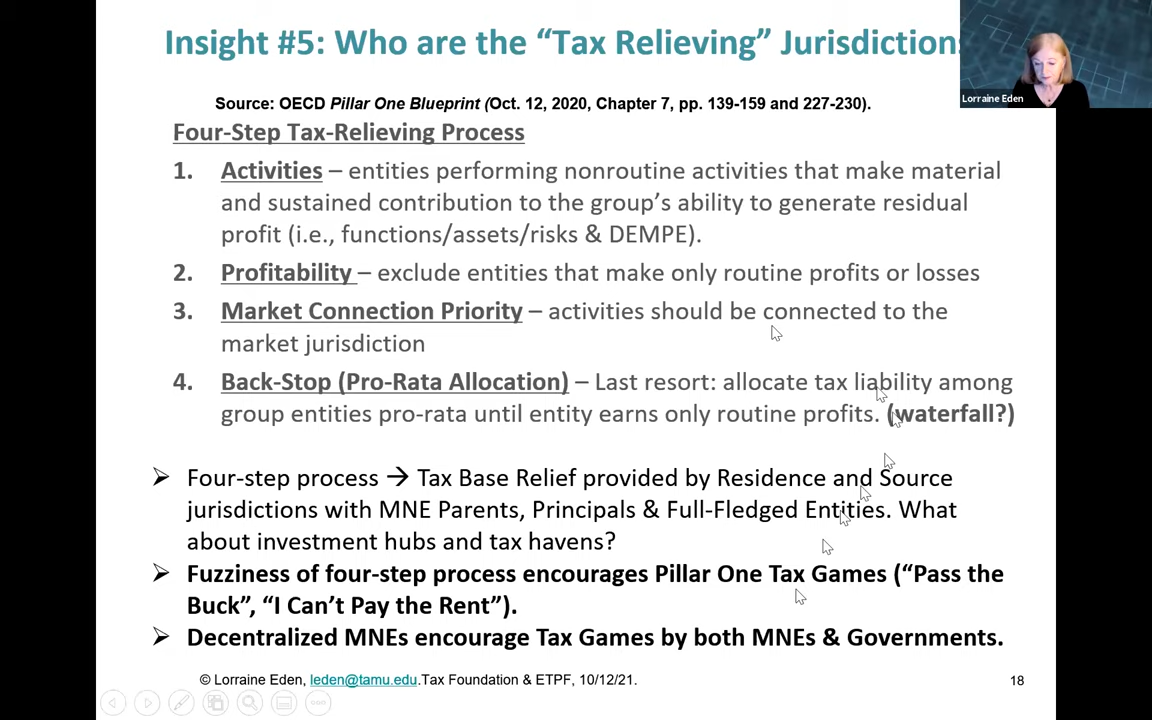 Insight #5: Who are the “Tax Relieving” Jurisdiction
Lorraine Eden
Source: OECD Pillar One Blueprint (Oct. 12, 2020, Chapter 7, pp. 139-159 and 227-230).
Four-Step Tax-Relieving Process
1. Activities – entities performing nonroutine activities that make material
and sustained contribution to the group’s ability to generate residual
profit (i.e., functions/assets/risks & DEMPE).
2. Profitability – exclude entities that make only routine profits or losses
3. Market Connection Priority – activities should be connected to the
market jurisdiction
4. Back-Stop (Pro-Rata Allocation) – Last resort: allocate tax liability among
group entities pro-rata until entity earns only routine profits. (waterfall?)
➢ Four-step process → Tax Base Relief provided by Residence and Source
jurisdictions with MNE Parents, Principals & Full-Fledged Entities. What
about investment hubs and tax havens?
➢ Fuzziness of four-step process encourages Pillar One Tax Games (“Pass the
Buck”, “I Can’t Pay the Rent”).
➢ Decentralized MNEs encourage Tax Games by both MNEs & Governments.
© Lorraine Eden, leden@tamu.edu.Tax Foundation & ETPF, 10/12/21.
18